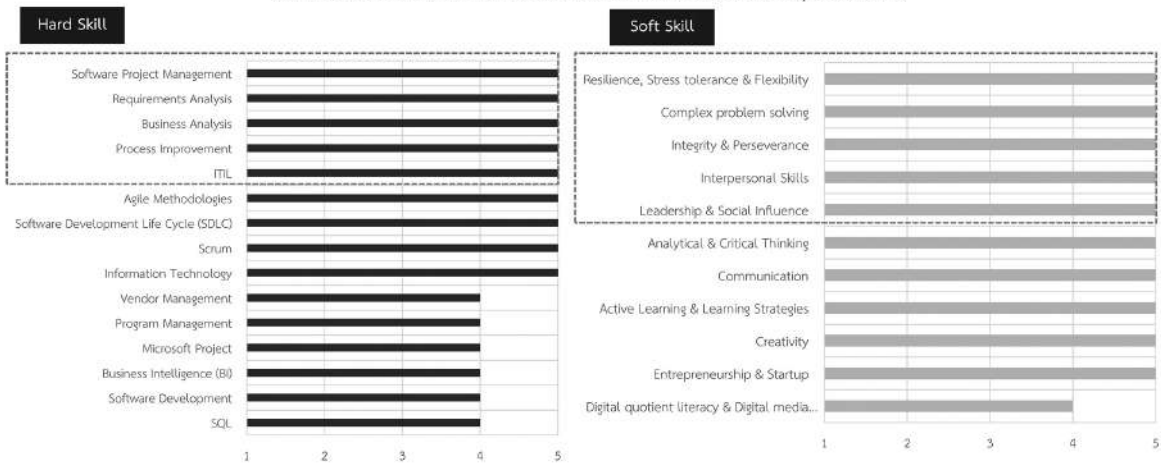 Hard Skill
Software Project Management
Requirements Analysis
Business Analysis
Process Improvement
ITIL
Agile Methodologies
Software Development Life Cycle (SDLC)
Scrum
Information Technology
Vendor Management
Program Management
Microsoft Project
Business Intelligence (BI)
Software Development
SQL
1 2 3 4 5
Soft Skill
Resilience, Stress tolerance & Flexibility
Complex problem solving
Integrity & Perseverance
Interpersonal Skills
Leadership & Social Influence
Analytical & Critical Thinking
Communication
Active Learning & Learning Strategies
Creativity
Entrepreneurship & Startup
Digital quotient literacy & Digital media...
1 2 3 4 5